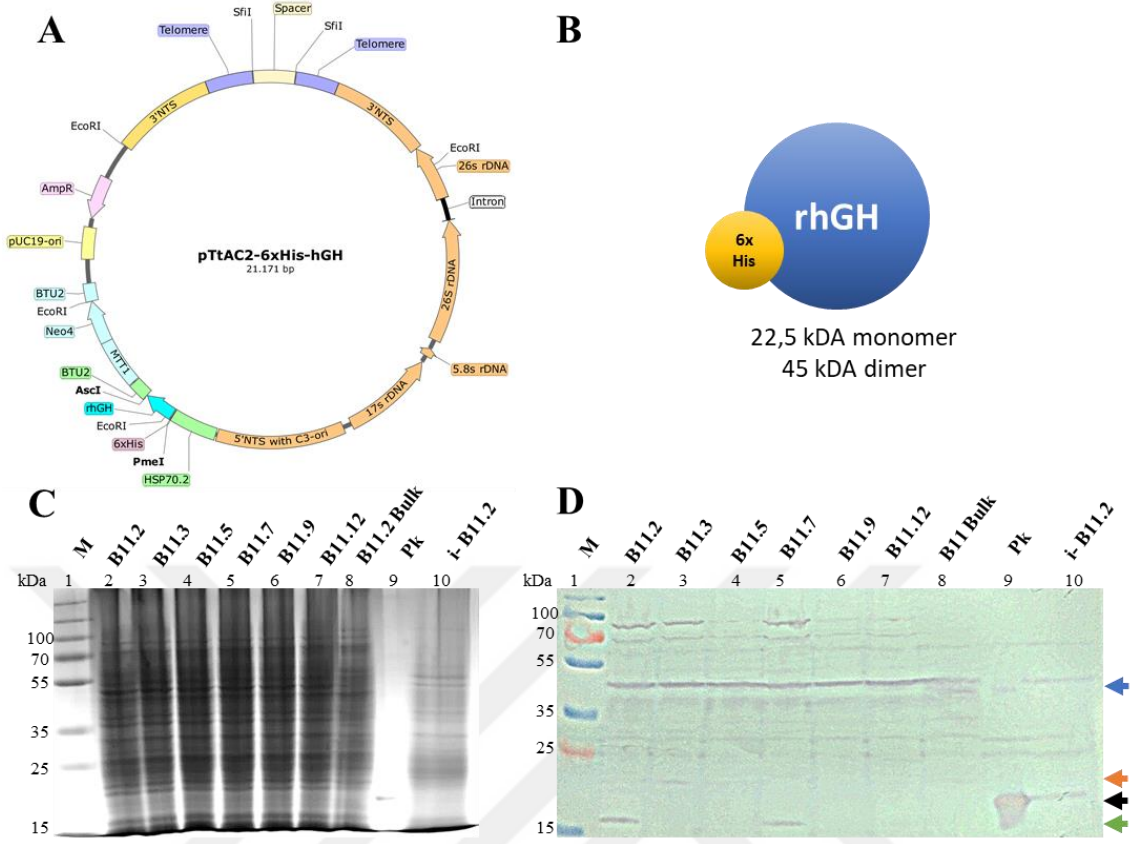 A
SfiI
Spacer
SfiI
Telomere
Telomere
3'NTS
3'NTS
EcoRI
EcoRI
26s rDNA
AmpR
Intron
pUC19-ori
pTtAC2-6xHis-hGH
21.171 bp
26S rDNA
BTU2
EcoRI
Neo4
MTT1
5.8s rDNA
BTU2
AscI
17s rDNA
rhGH
EcoRI
5'NTS with C3-ori
6xHis
PmeI
HSP70.2
B
rhGH
6x
His
22,5 kDA monomer
45 kDA dimer
C
M
B11.2
B11.3
B11.5
B11.7
B11.9
B11.12
B11.2 Bulk
Pk
i- B11.2
kDa
1 2 3 4 5 6 7 8 9 10
100
70
55
35
25
15
D
M
B11.2
B11.3
B11.5
B11.7
B11.9
B11.12
B11 Bulk
Pk
i- B11.2
kDa
1 2 3 4 5 6 7 8 9 10
100
70
55
35
25
15